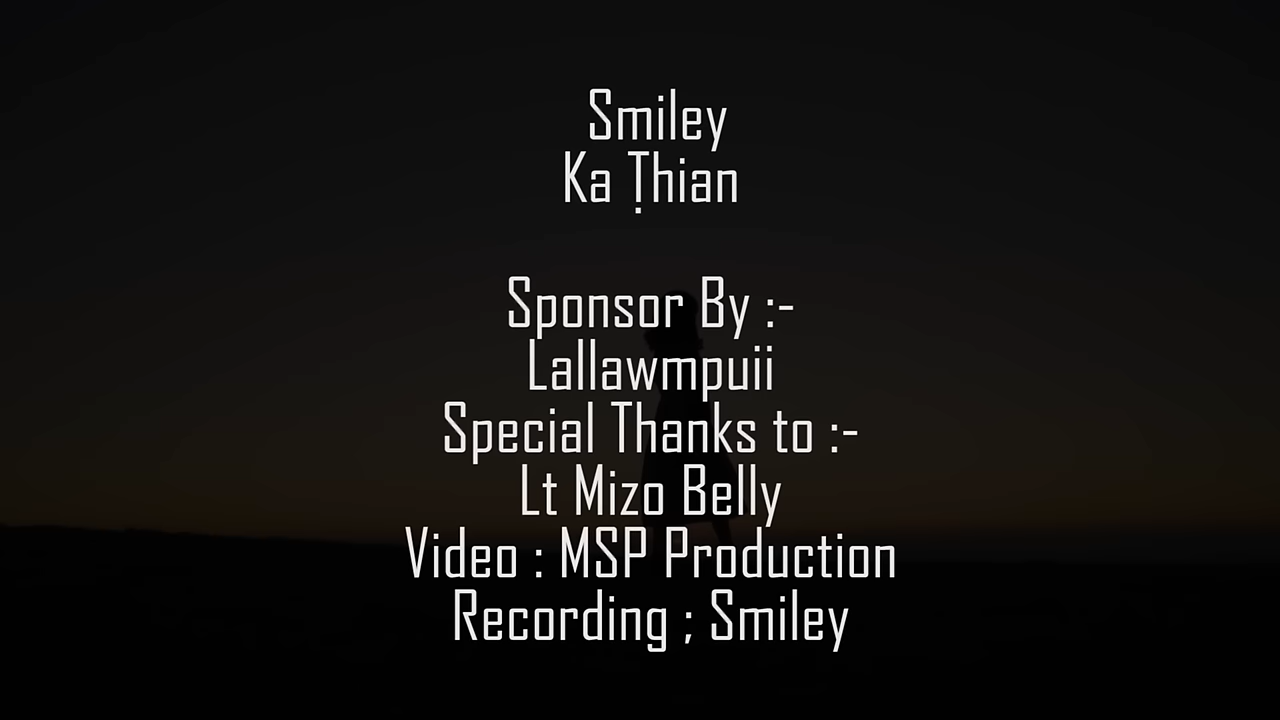 Smiley
Ka Ṭhian
Sponsor By :-
Lallawmpuii
Special Thanks to :-
Lt Mizo Belly
Video : MSP Production
Recording ; Smiley